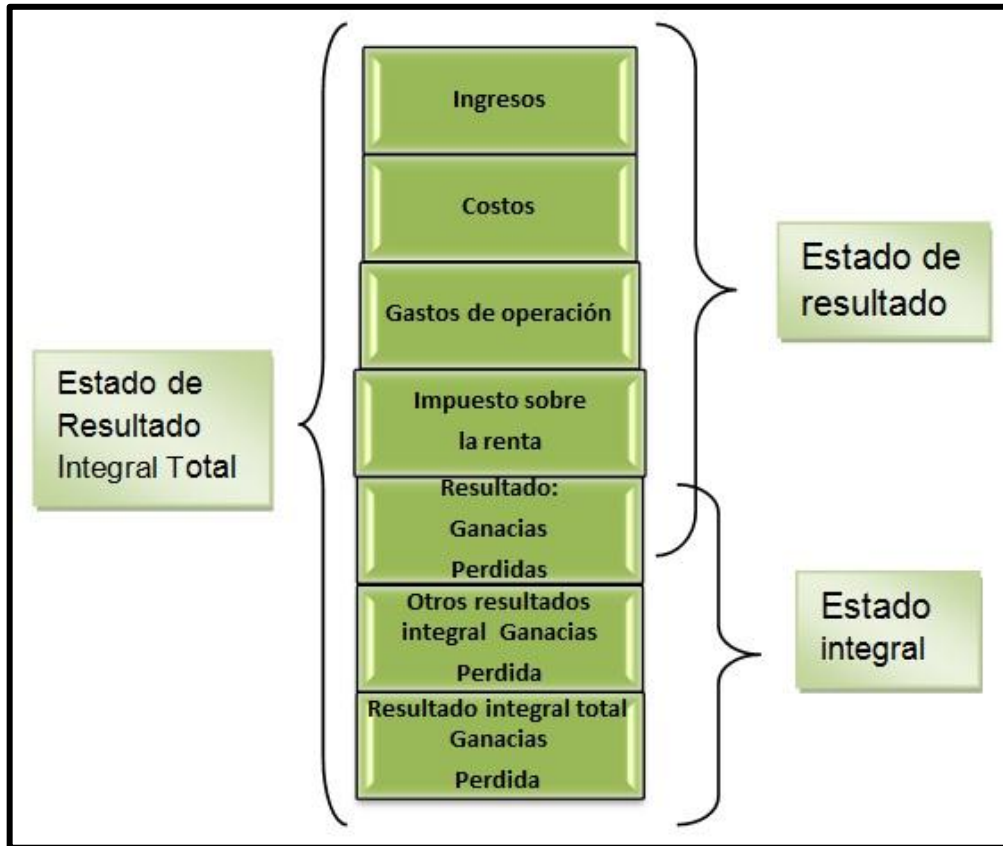 Ingresos
Costos
Gastos de operación
Impuesto sobre
la renta
Resultado:
Ganacias
Perdidas
Otros resultados
integral Ganacias
Perdida
Resultado integral total
Ganacias
Perdida
Estado de
Resultado
Integral Total
Estado de
resultado
Estado
integral